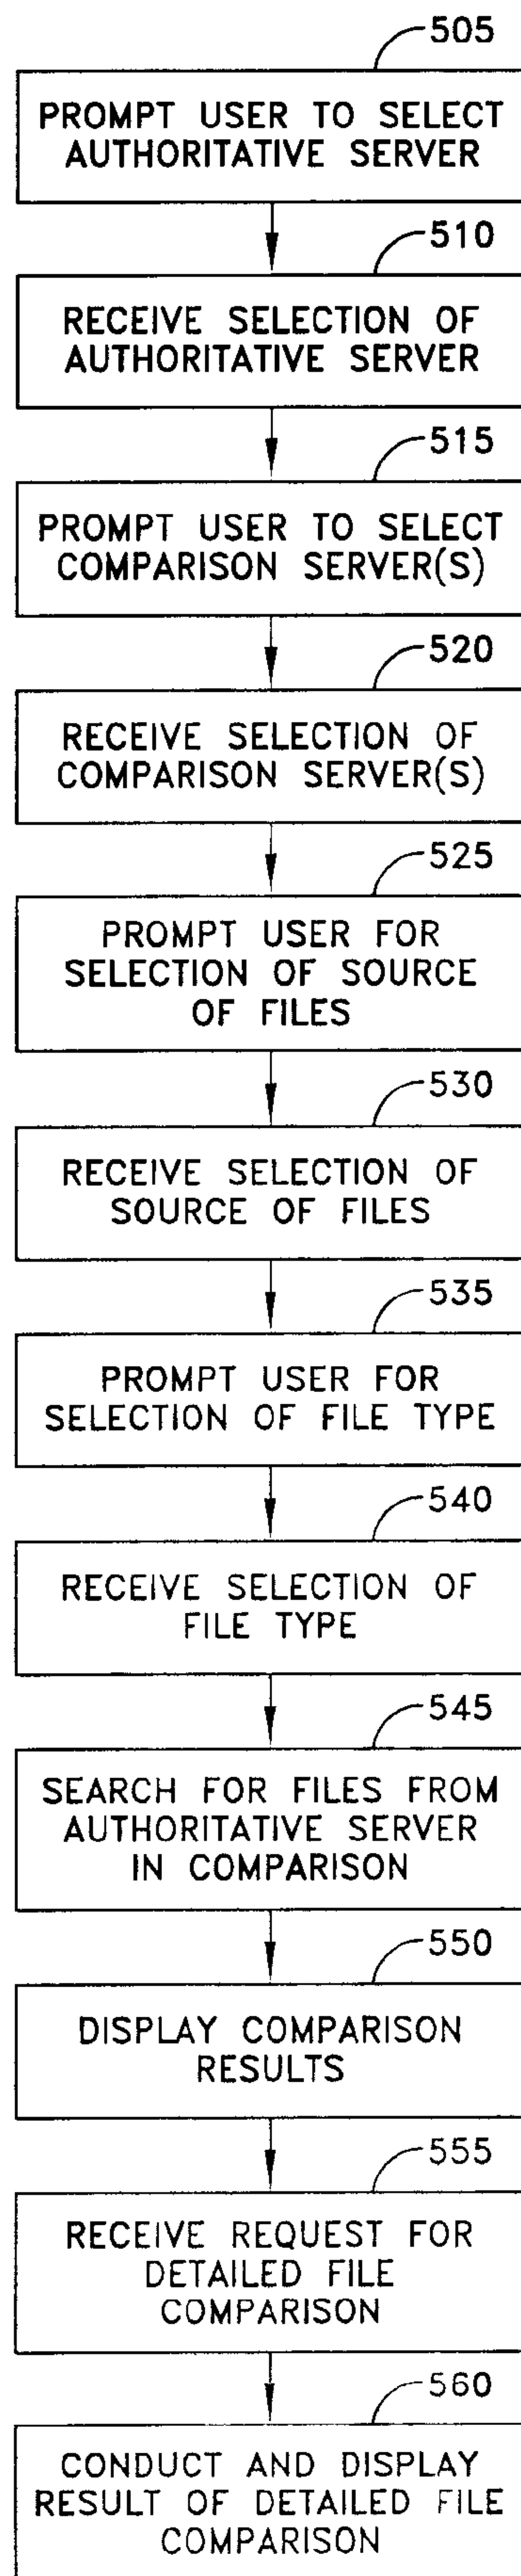 505
PROMPT USER TO SELECT
AUTHORITATIVE SERVER
510
RECEIVE SELECTION OF
AUTHORITATIVE SERVER
515
PROMPT USER TO SELECT
COMPARISON SERVER(S)
520
RECEIVE SELECTION OF
COMPARISON SERVER(S)
525
PROMPT USER FOR
SELECTION OF SOURCE
OF FILES
530
RECEIVE SELECTION OF
SOURCE OF FILES
535
PROMPT USER FOR
SELECTION OF FILE TYPE
540
RECEIVE SELECTION OF
FILE TYPE
545
SEARCH FOR FILES FROM
AUTHORITATIVE SERVER
IN COMPARISON
550
DISPLAY COMPARISON
RESULTS
555
RECEIVE REQUEST FOR
DETAILED FILE
COMPARISON
560
CONDUCT AND DISPLAY
RESULT OF DETAILED FILE
COMPARISON